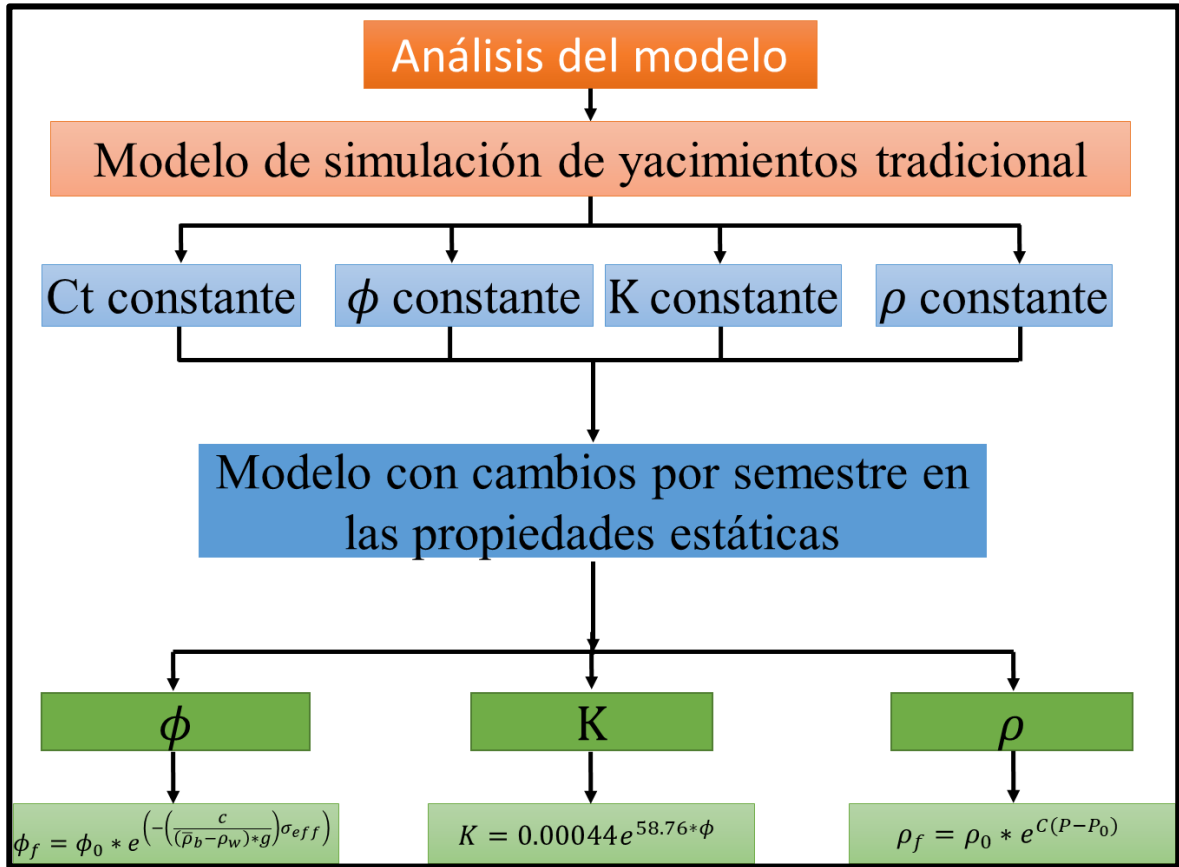 Análisis del modelo
Modelo de simulación de yacimientos tradicional
Ct constante
ϕ constante
K constante
ρ constante
Modelo con cambios por semestre en
las propiedades estáticas
ϕ
K
ρ
ϕ_f = ϕ_0 * e^(-(c/((ρ̅_b-ρ_w)*g))σ_eff)
K = 0.00044e^(58.76*ϕ)
ρ_f = ρ_0 * e^(C(P-P_0))